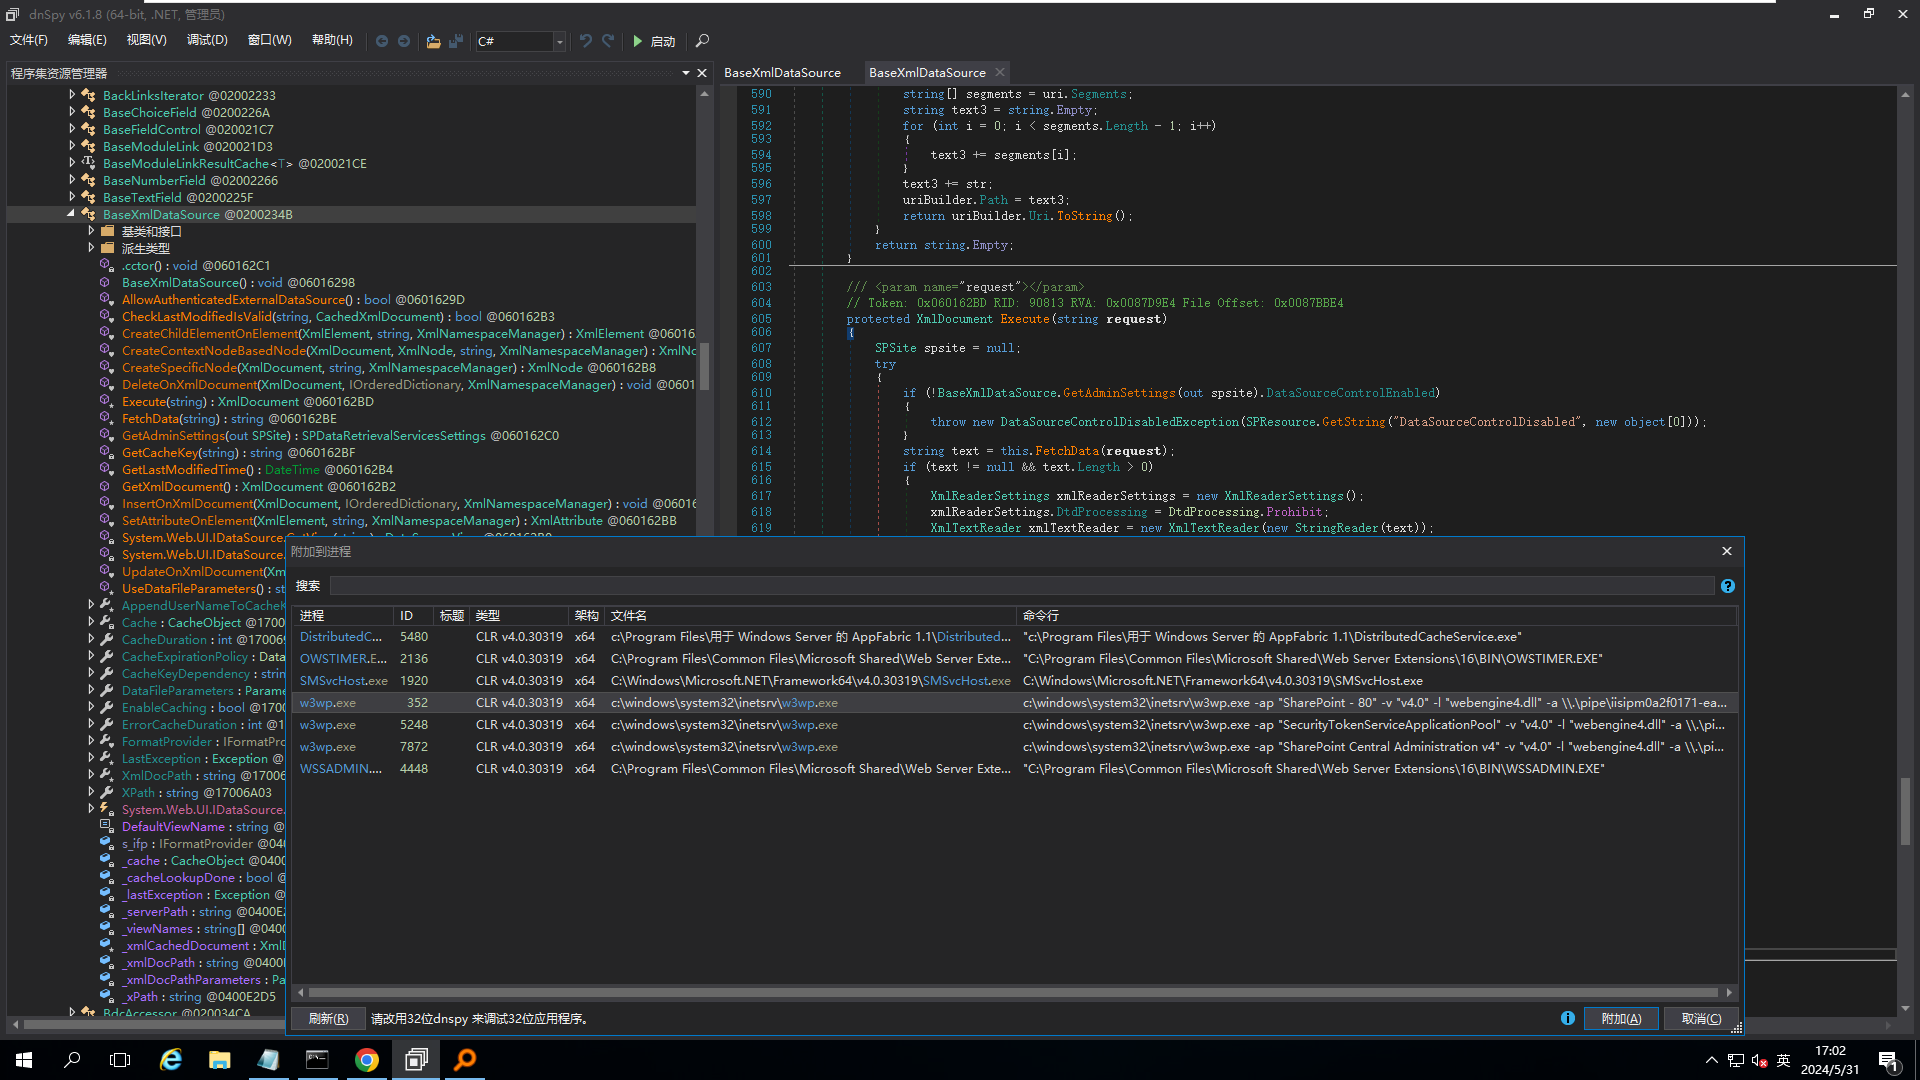 dnSpy v6.1.8 (64-bit, .NET, 管理员)
文件(F) 编辑(E) 视图(V) 调试(D) 窗口(W) 帮助(H) C# 启动
程序集资源管理器
BackLinksIterator @02002233
BaseChoiceField @0200226A
BaseFieldControl @020021C7
BaseModuleLink @020021D3
BaseModuleLinkResultCache<T> @020021CE
BaseNumberField @02002266
BaseTextField @0200225F
BaseXmlDataSource @0200234B
基类和接口
派生类型
.cctor() : void @060162C1
BaseXmlDataSource() : void @06016298
AllowAuthenticatedExternalDataSource() : bool @0601629D
CheckLastModifiedIsValid(string, CachedXmlDocument) : bool @060162B3
CreateChildElementOnElement(XmlElement, string, XmlNamespaceManager) : XmlElement @06016
CreateContextNodeBasedNode(XmlDocument, XmlNode, string, XmlNamespaceManager) : XmlNo
CreateSpecificNode(XmlDocument, string, XmlNamespaceManager) : XmlNode @060162B8
DeleteOnXmlDocument(XmlDocument, IOrderedDictionary, XmlNamespaceManager) : void @0601
Execute(string) : XmlDocument @060162BD
FetchData(string) : string @060162BE
GetAdminSettings(out SPSite) : SPDataRetrievalServicesSettings @060162C0
GetCacheKey(string) : string @060162BF
GetLastModifiedTime() : DateTime @060162B4
GetXmlDocument() : XmlDocument @060162B2
InsertOnXmlDocument(XmlDocument, IOrderedDictionary, XmlNamespaceManager) : void @06016
SetAttributeOnElement(XmlElement, string, XmlNamespaceManager) : XmlAttribute @060162BB
System.Web.UI.IDataSource.
System.Web.UI.IDataSource.
UpdateOnXmlDocument(Xm
UseDataFileParameters() : st
AppendUserNameToCacheK
Cache : CacheObject @1700
CacheDuration : int @17006
CacheExpirationPolicy : Data
CacheKeyDependency : strin
DataFileParameters : Parame
EnableCaching : bool @1700
ErrorCacheDuration : int @1
FormatProvider : IFormatPro
LastException : Exception @
XmlDocPath : string @17006
XPath : string @17006A03
System.Web.UI.IDataSource.
DefaultViewName : string @
s_ifp : IFormatProvider @040
_cache : CacheObject @0400
_cacheLookupDone : bool @
_lastException : Exception @
_serverPath : string @0400E
_viewNames : string[] @0400
_xmlCachedDocument : XmlD
_xmlDocPath : string @0400
_xmlDocPathParameters : Pa
_xPath : string @0400E2D5
BdcAccessor @020034CA
BaseXmlDataSource BaseXmlDataSource
590 string[] segments = uri.Segments;
591 string text3 = string.Empty;
592 for (int i = 0; i < segments.Length - 1; i++)
593 {
594 text3 += segments[i];
595 }
596 text3 += str;
597 uriBuilder.Path = text3;
598 return uriBuilder.Uri.ToString();
599 }
600 return string.Empty;
601 }
602
603 /// <param name="request"></param>
604 // Token: 0x060162BD RID: 90813 RVA: 0x0087D9E4 File Offset: 0x0087BBE4
605 protected XmlDocument Execute(string request)
606 {
607 SPSite spsite = null;
608 try
609 {
610 if (!BaseXmlDataSource.GetAdminSettings(out spsite).DataSourceControlEnabled)
611 {
612 throw new DataSourceControlDisabledException(SPResource.GetString("DataSourceControlDisabled", new object[0]));
613 }
614 string text = this.FetchData(request);
615 if (text != null && text.Length > 0)
616 {
617 XmlReaderSettings xmlReaderSettings = new XmlReaderSettings();
618 xmlReaderSettings.DtdProcessing = DtdProcessing.Prohibit;
619 XmlTextReader xmlTextReader = new XmlTextReader(new StringReader(text));
附加到进程
搜索
进程 ID 标题 类型 架构 文件名 命令行
DistributedC... 5480 CLR v4.0.30319 x64 c:\Program Files\用于 Windows Server 的 AppFabric 1.1\Distributed... "c:\Program Files\用于 Windows Server 的 AppFabric 1.1\DistributedCacheService.exe"
OWSTIMER.E... 2136 CLR v4.0.30319 x64 C:\Program Files\Common Files\Microsoft Shared\Web Server Exte... "C:\Program Files\Common Files\Microsoft Shared\Web Server Extensions\16\BIN\OWSTIMER.EXE"
SMSvcHost.exe 1920 CLR v4.0.30319 x64 C:\Windows\Microsoft.NET\Framework64\v4.0.30319\SMSvcHost.exe C:\Windows\Microsoft.NET\Framework64\v4.0.30319\SMSvcHost.exe
w3wp.exe 352 CLR v4.0.30319 x64 c:\windows\system32\inetsrv\w3wp.exe c:\windows\system32\inetsrv\w3wp.exe -ap "SharePoint - 80" -v "v4.0" -l "webengine4.dll" -a \\.\pipe\iisipm0a2f0171-ea...
w3wp.exe 5248 CLR v4.0.30319 x64 c:\windows\system32\inetsrv\w3wp.exe c:\windows\system32\inetsrv\w3wp.exe -ap "SecurityTokenServiceApplicationPool" -v "v4.0" -l "webengine4.dll" -a \\.\pi...
w3wp.exe 7872 CLR v4.0.30319 x64 c:\windows\system32\inetsrv\w3wp.exe c:\windows\system32\inetsrv\w3wp.exe -ap "SharePoint Central Administration v4" -v "v4.0" -l "webengine4.dll" -a \\.\pi...
WSSADMIN.... 4448 CLR v4.0.30319 x64 C:\Program Files\Common Files\Microsoft Shared\Web Server Exte... "C:\Program Files\Common Files\Microsoft Shared\Web Server Extensions\16\BIN\WSSADMIN.EXE"
刷新(R) 请改用32位dnspy 来调试32位应用程序。 附加(A) 取消(C)
英 17:02
2024/5/31 1